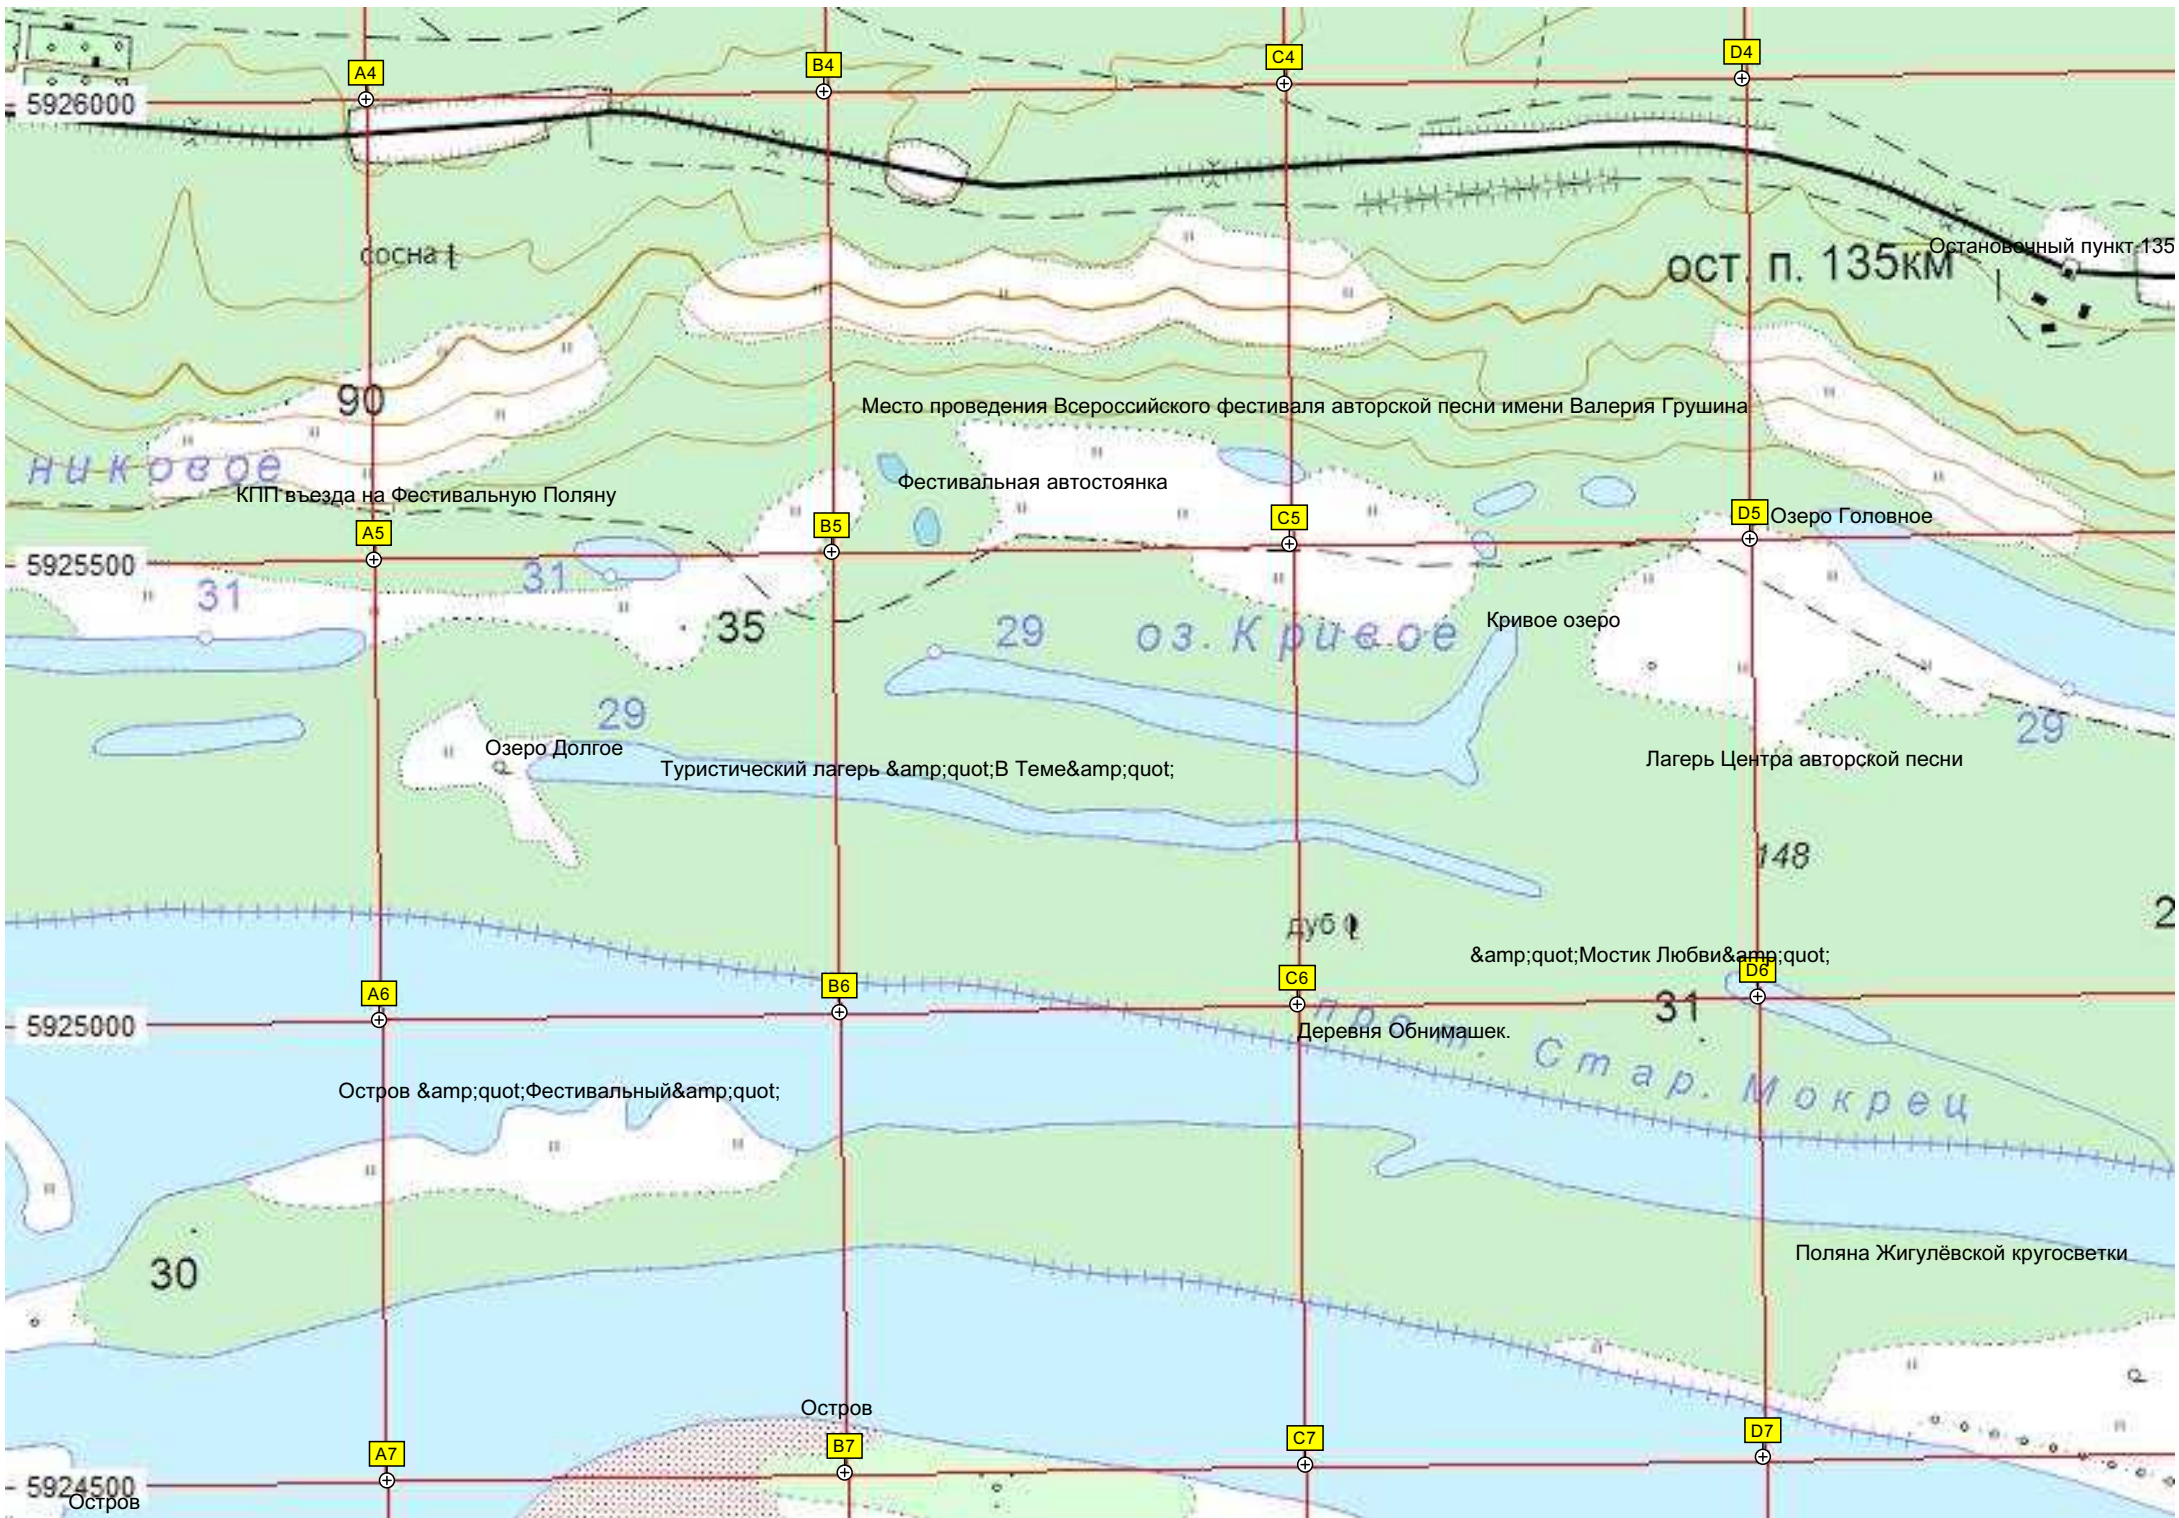 A4
B4
C4
D4
5926000
сосна
ост. п. 135км
Остановочный пункт 135
90
Место проведения Всероссийского фестиваля авторской песни имени Валерия Грушина
никовое
КПП въезда на Фестивальную Поляну
Фестивальная автостоянка
A5
B5
C5
D5
Озеро Головное
5925500
31
31
35
29
оз. Кривое
Кривое озеро
29
29
Озеро Долгое
Туристический лагерь &amp;quot;В Теме&amp;quot;
Лагерь Центра авторской песни
148
2
дуб
&amp;quot;Мостик Любви&amp;quot;
A6
B6
C6
D6
5925000
31
прот. Стар. Мокрец
Деревня Обнимашек.
Остров &amp;quot;Фестивальный&amp;quot;
30
Поляна Жигулёвской кругосветки
Остров
A7
B7
C7
D7
5924500
Остров